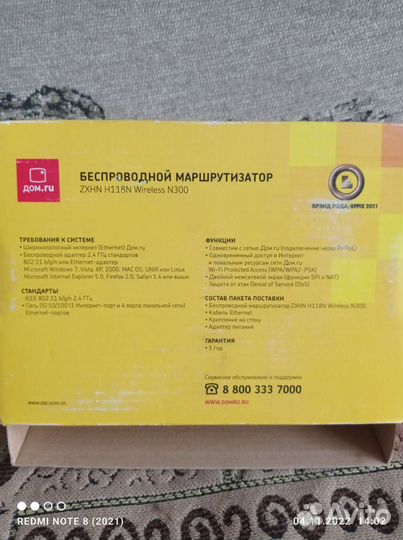 ДОМ.ru
БЕСПРОВОДНОЙ МАРШРУТИЗАТОР
ZXHN H118N Wireless N300
БРЭНД ГОДА/EFFIE 2011
ТРЕБОВАНИЯ К СИСТЕМЕ
• Широкополосный интернет (Ethernet) Дом.ru
• Беспроводной адаптер 2,4 ГГц стандартов
802.11 b/g/n или Ethernet-адаптер
Microsoft Windows 7, Vista, XP, 2000, MAC OS, UNIX или Linux
Microsoft Internet Explorer 5.0, Firefox 2.0, Safari 1.4 или выше
СТАНДАРТЫ
· IEEE 802.11 b/g/n 2,4 ГГц
• Пять (5) 10/100 (1 Интернет-порт и 4 порта локальной сети)
Ethernet-портов
ФУНКЦИИ
• Совместим с сетью Дом.ru (подключение через PPPoE)
• Одновременный доступ в Интернет
и локальным ресурсам сети Дом.ru
· Wi-Fi Protected Access (WPA/WPA2-PSK)
• Двойной межсетевой экран (функции SPI и NAT)
• Защита от атак Denial of Service (DoS)
СОСТАВ ПАКЕТА ПОСТАВКИ
• Беспроводной маршрутизатор ZXHN H118N Wireless N300
• Кабель Ethernet
• Крепление на стену
• Адаптер питания
ГАРАНТИЯ
• 1 год
Сервисное обслуживание и поддержка
8 800 333 7000
WWW.DOMRU.RU
www.zte.com.cn
REDMI NOTE 8 (2021)
04.11.2022 14:02
Avito